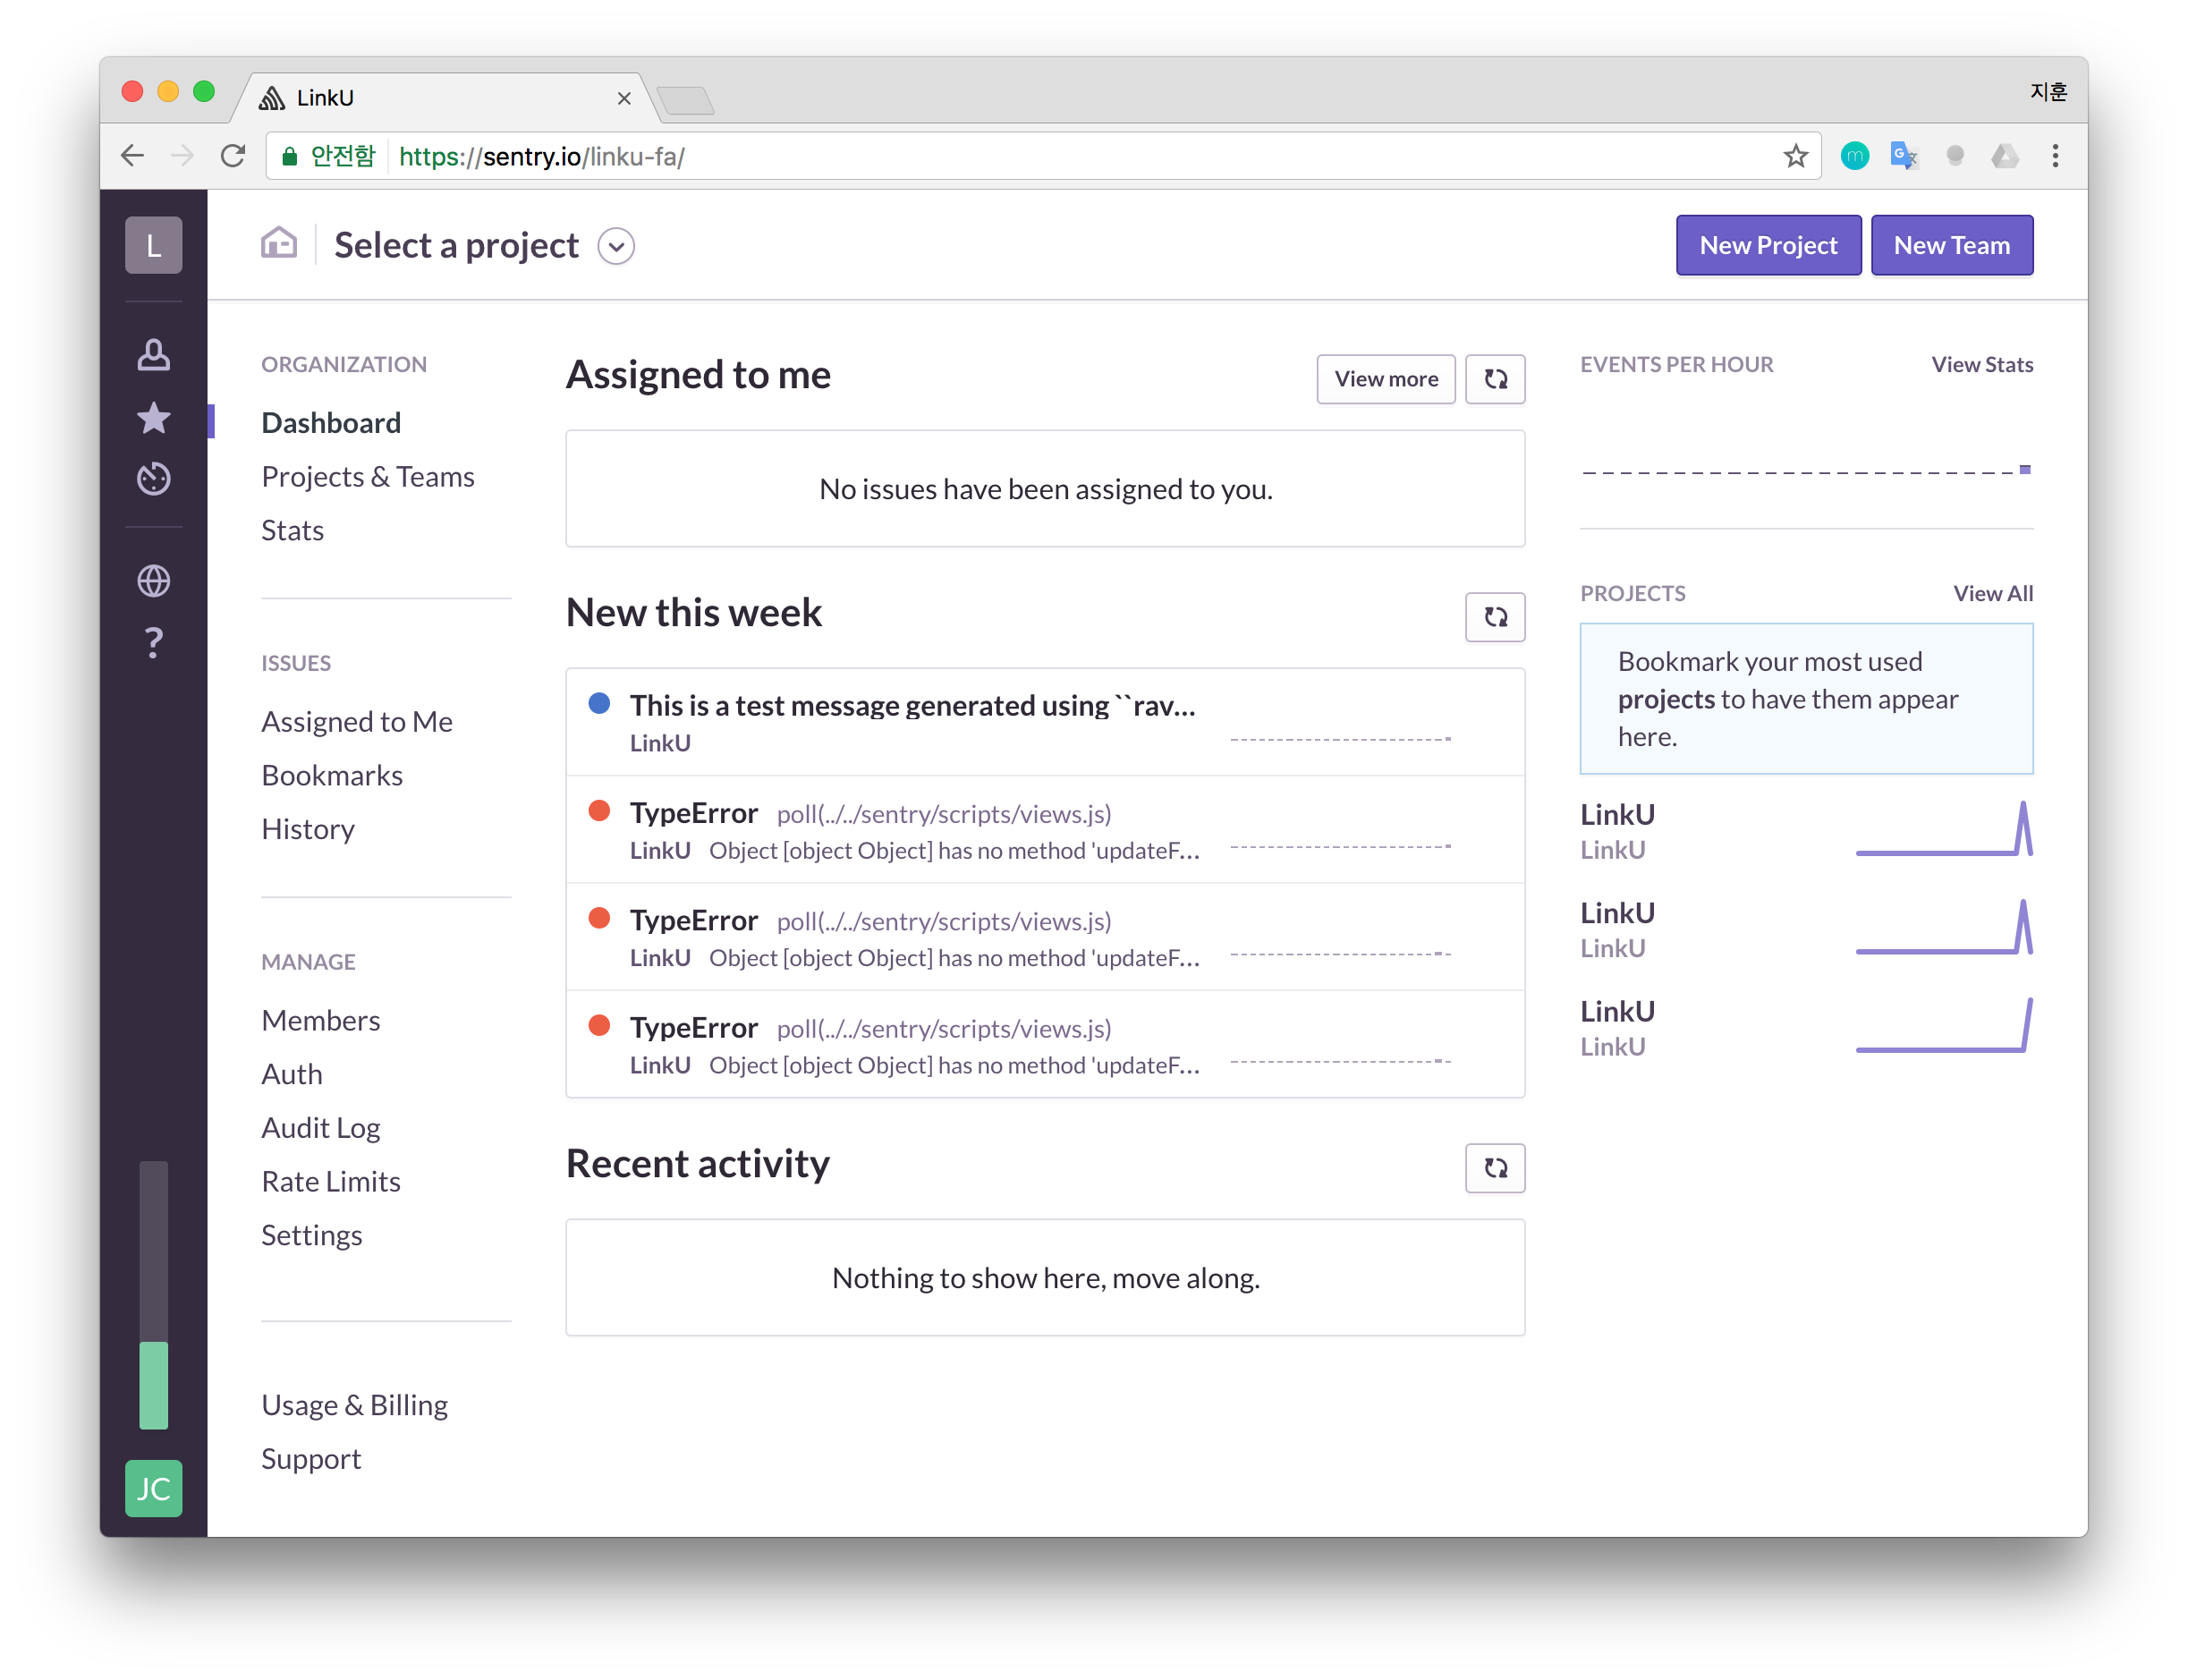 LinkU
지훈
안전함 https://sentry.io/linku-fa/
L
Select a project
New Project
New Team
ORGANIZATION
Dashboard
Projects & Teams
Stats
ISSUES
Assigned to Me
Bookmarks
History
MANAGE
Members
Auth
Audit Log
Rate Limits
Settings
Usage & Billing
Support
JC
Assigned to me
View more
No issues have been assigned to you.
New this week
This is a test message generated using ``rav...
LinkU
TypeError poll(../../sentry/scripts/views.js)
LinkU Object [object Object] has no method 'updateF...
TypeError poll(../../sentry/scripts/views.js)
LinkU Object [object Object] has no method 'updateF...
TypeError poll(../../sentry/scripts/views.js)
LinkU Object [object Object] has no method 'updateF...
Recent activity
Nothing to show here, move along.
EVENTS PER HOUR
View Stats
PROJECTS
View All
Bookmark your most used
projects to have them appear
here.
LinkU
LinkU
LinkU
LinkU
LinkU
LinkU